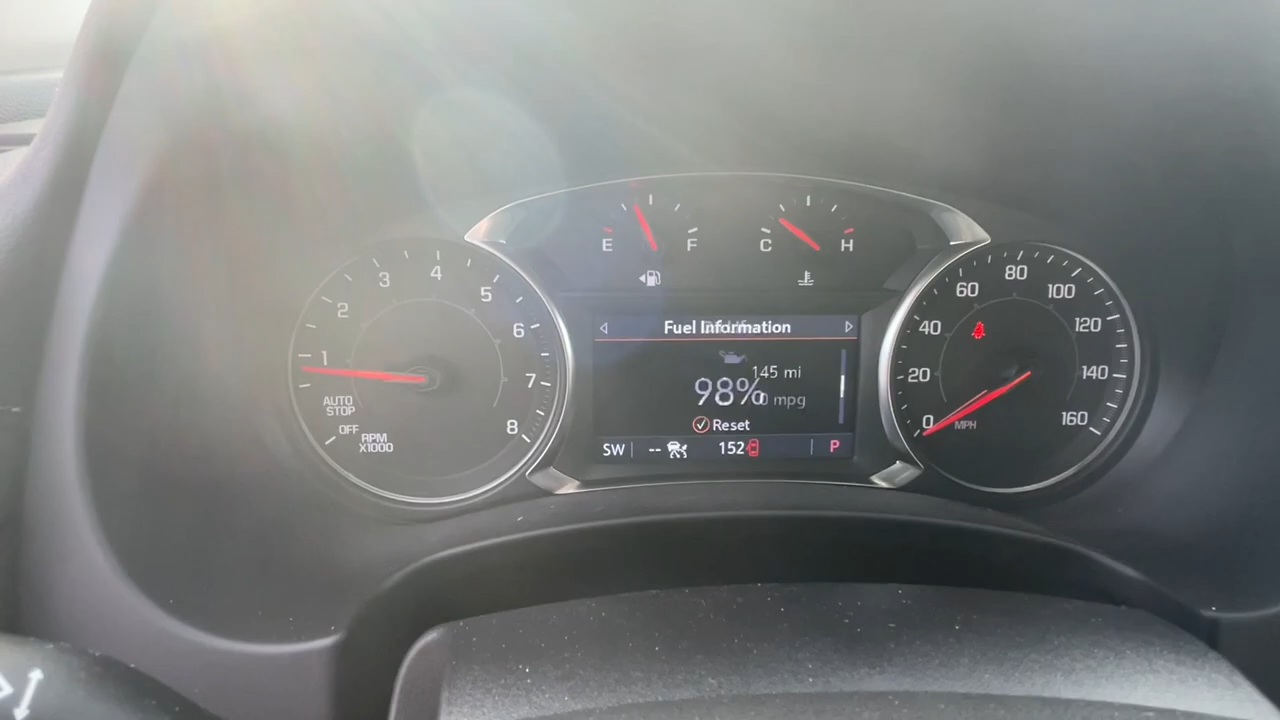 E F
C H
1
2
3
4
5
6
7
8
AUTO
STOP
OFF
RPM
X1000
Fuel Information
145 mi
98%
0 mpg
Reset
SW -- 152 P
0
20
40
60
80
100
120
140
160
MPH